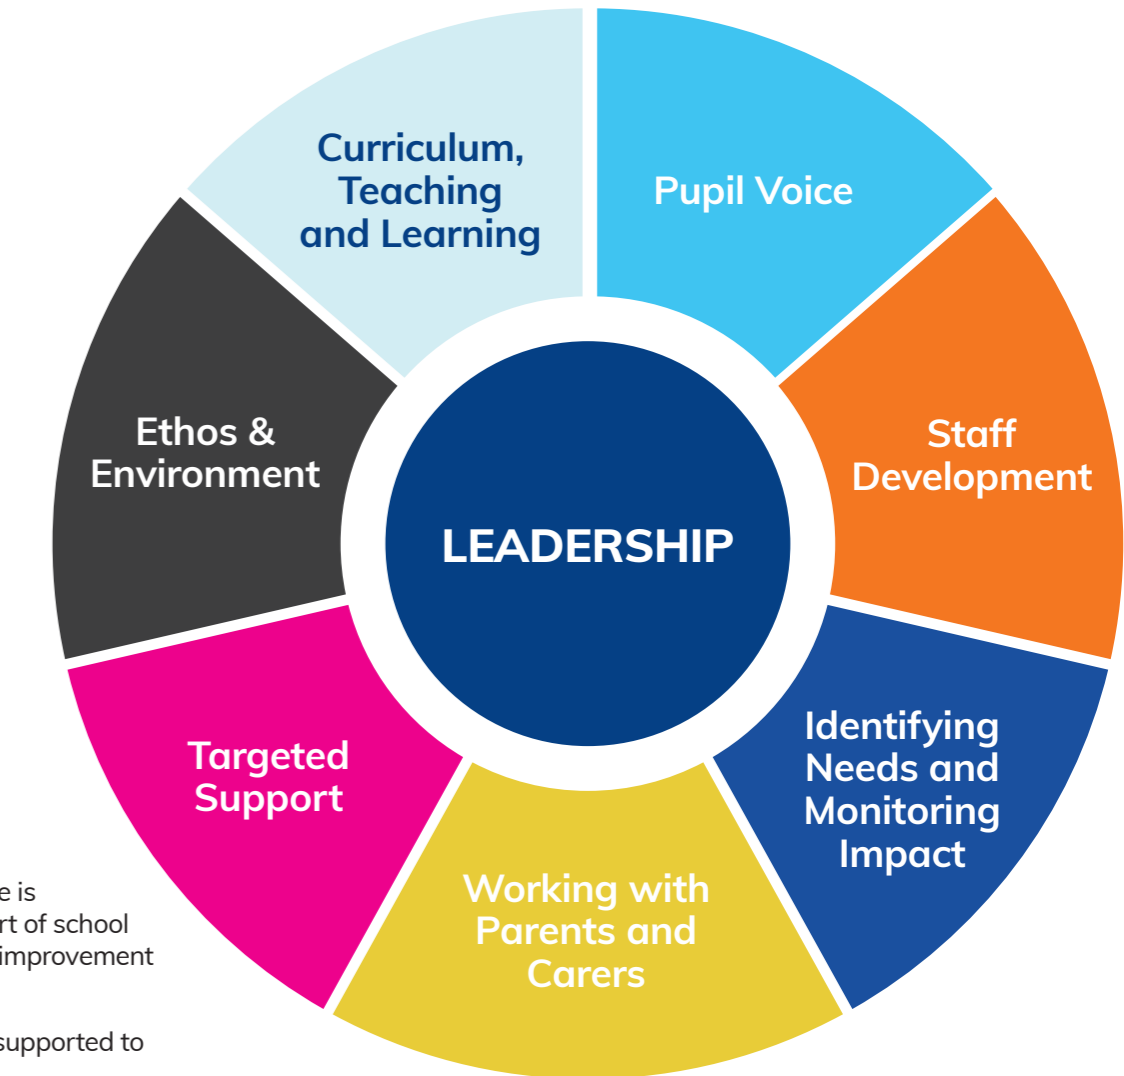 Curriculum,
Teaching
and Learning
Pupil Voice
Staff
Development
Identifying
Needs and
Monitoring
Impact
Working with
Parents and
Carers
Targeted
Support
Ethos &
Environment
LEADERSHIP
is
of school
improvement
supported to